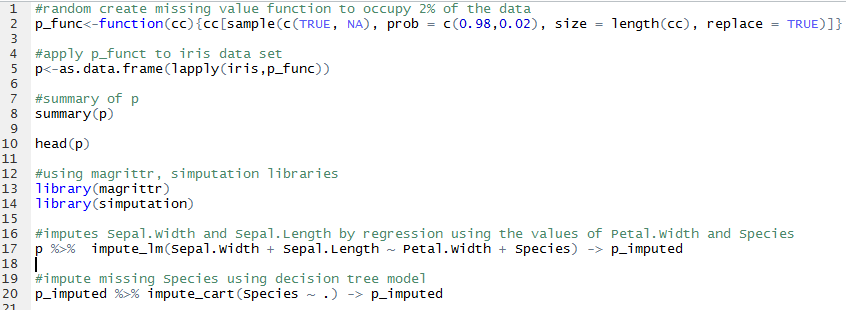 1 #random create missing value function to occupy 2% of the data
2 p_func<-function(cc){cc[sample(c(TRUE, NA), prob = c(0.98,0.02), size = length(cc), replace = TRUE)]}
3
4 #apply p_funct to iris data set
5 p<-as.data.frame(lapply(iris,p_func))
6
7 #summary of p
8 summary(p)
9
10 head(p)
11
12 #using magrittr, simputation libraries
13 library(magrittr)
14 library(simputation)
15
16 #imputes Sepal.Width and Sepal.Length by regression using the values of Petal.Width and Species
17 p %>%  impute_lm(Sepal.Width + Sepal.Length ~ Petal.Width + Species) -> p_imputed
18
19 #impute missing Species using decision tree model
20 p_imputed %>% impute_cart(Species ~ .) -> p_imputed
21